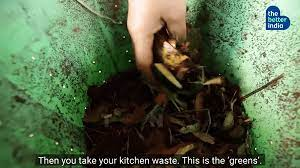 the
better
india
Then you take your kitchen waste. This is the 'greens'.